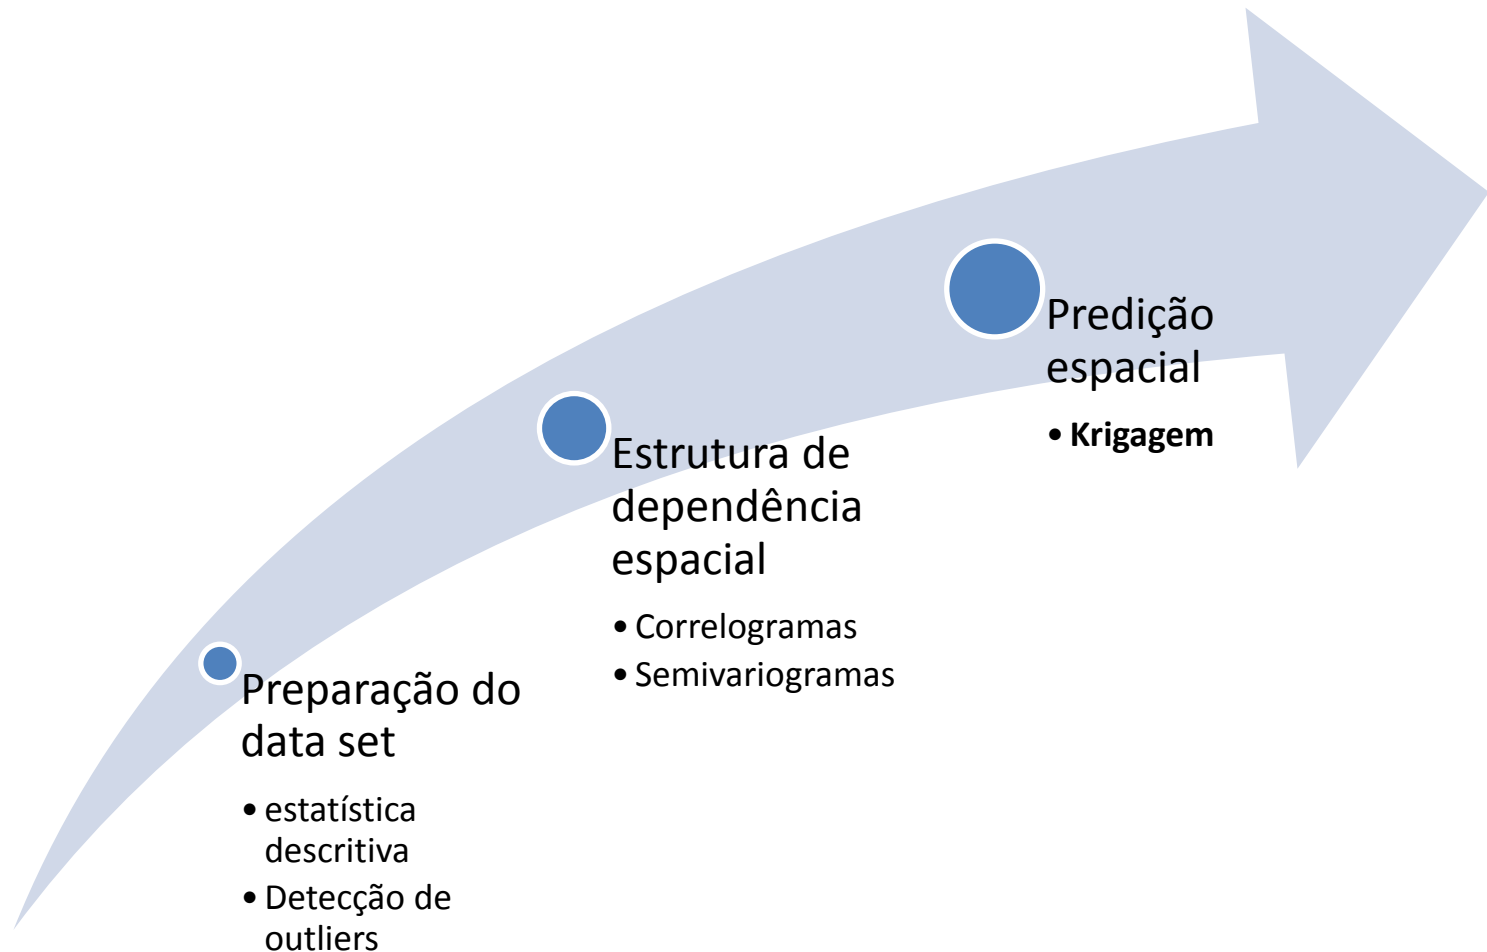 Preparação do
data set
• estatística
descritiva
• Detecção de
outliers
Estrutura de
dependência
espacial
• Correlogramas
• Semivariogramas
Predição
espacial
• Krigagem